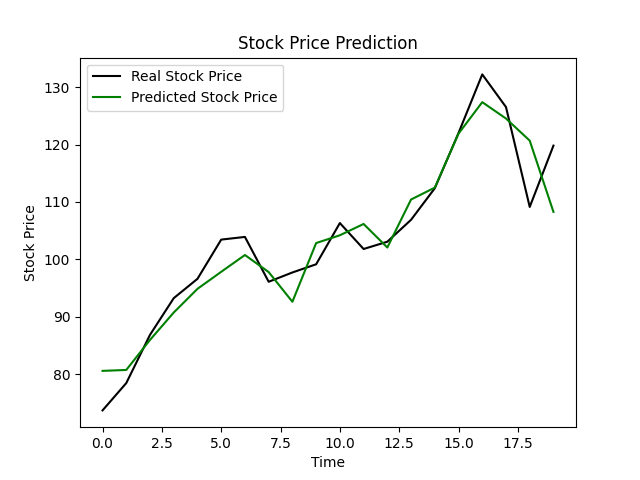 Stock Price Prediction
Real Stock Price
Predicted Stock Price
130
120
110
100
90
80
Stock Price
0.0 2.5 5.0 7.5 10.0 12.5 15.0 17.5
Time